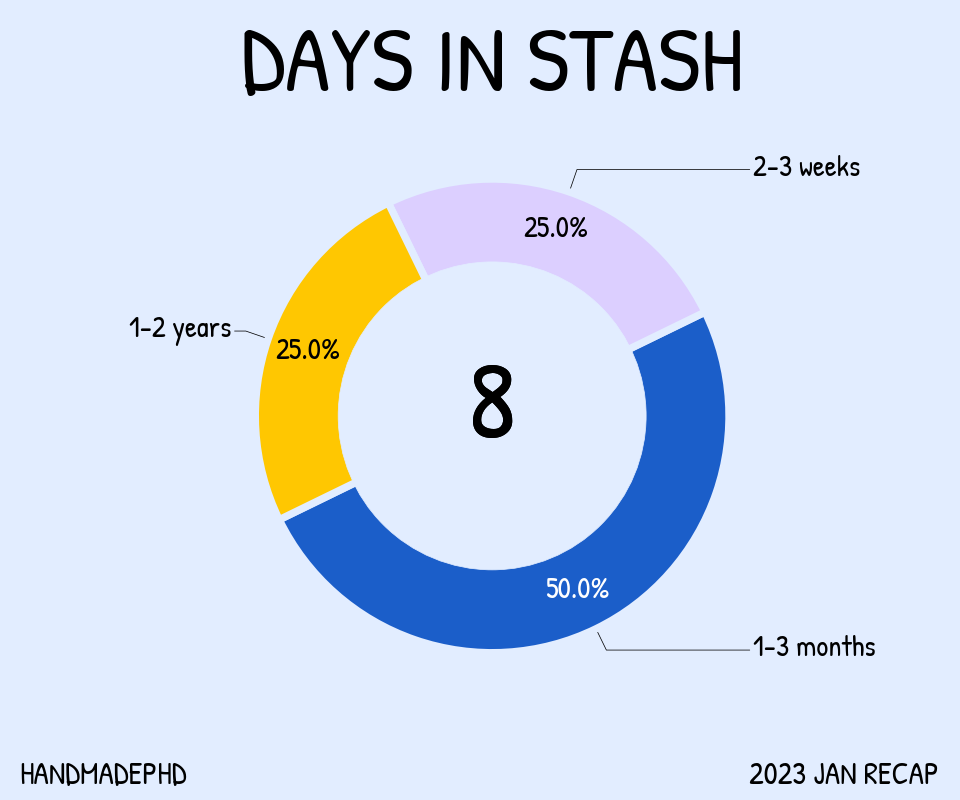 DAYS IN STASH
2-3 weeks
25.0%
1-2 years
25.0%
8
50.0%
1-3 months
HANDMADEPHD
2023 JAN RECAP